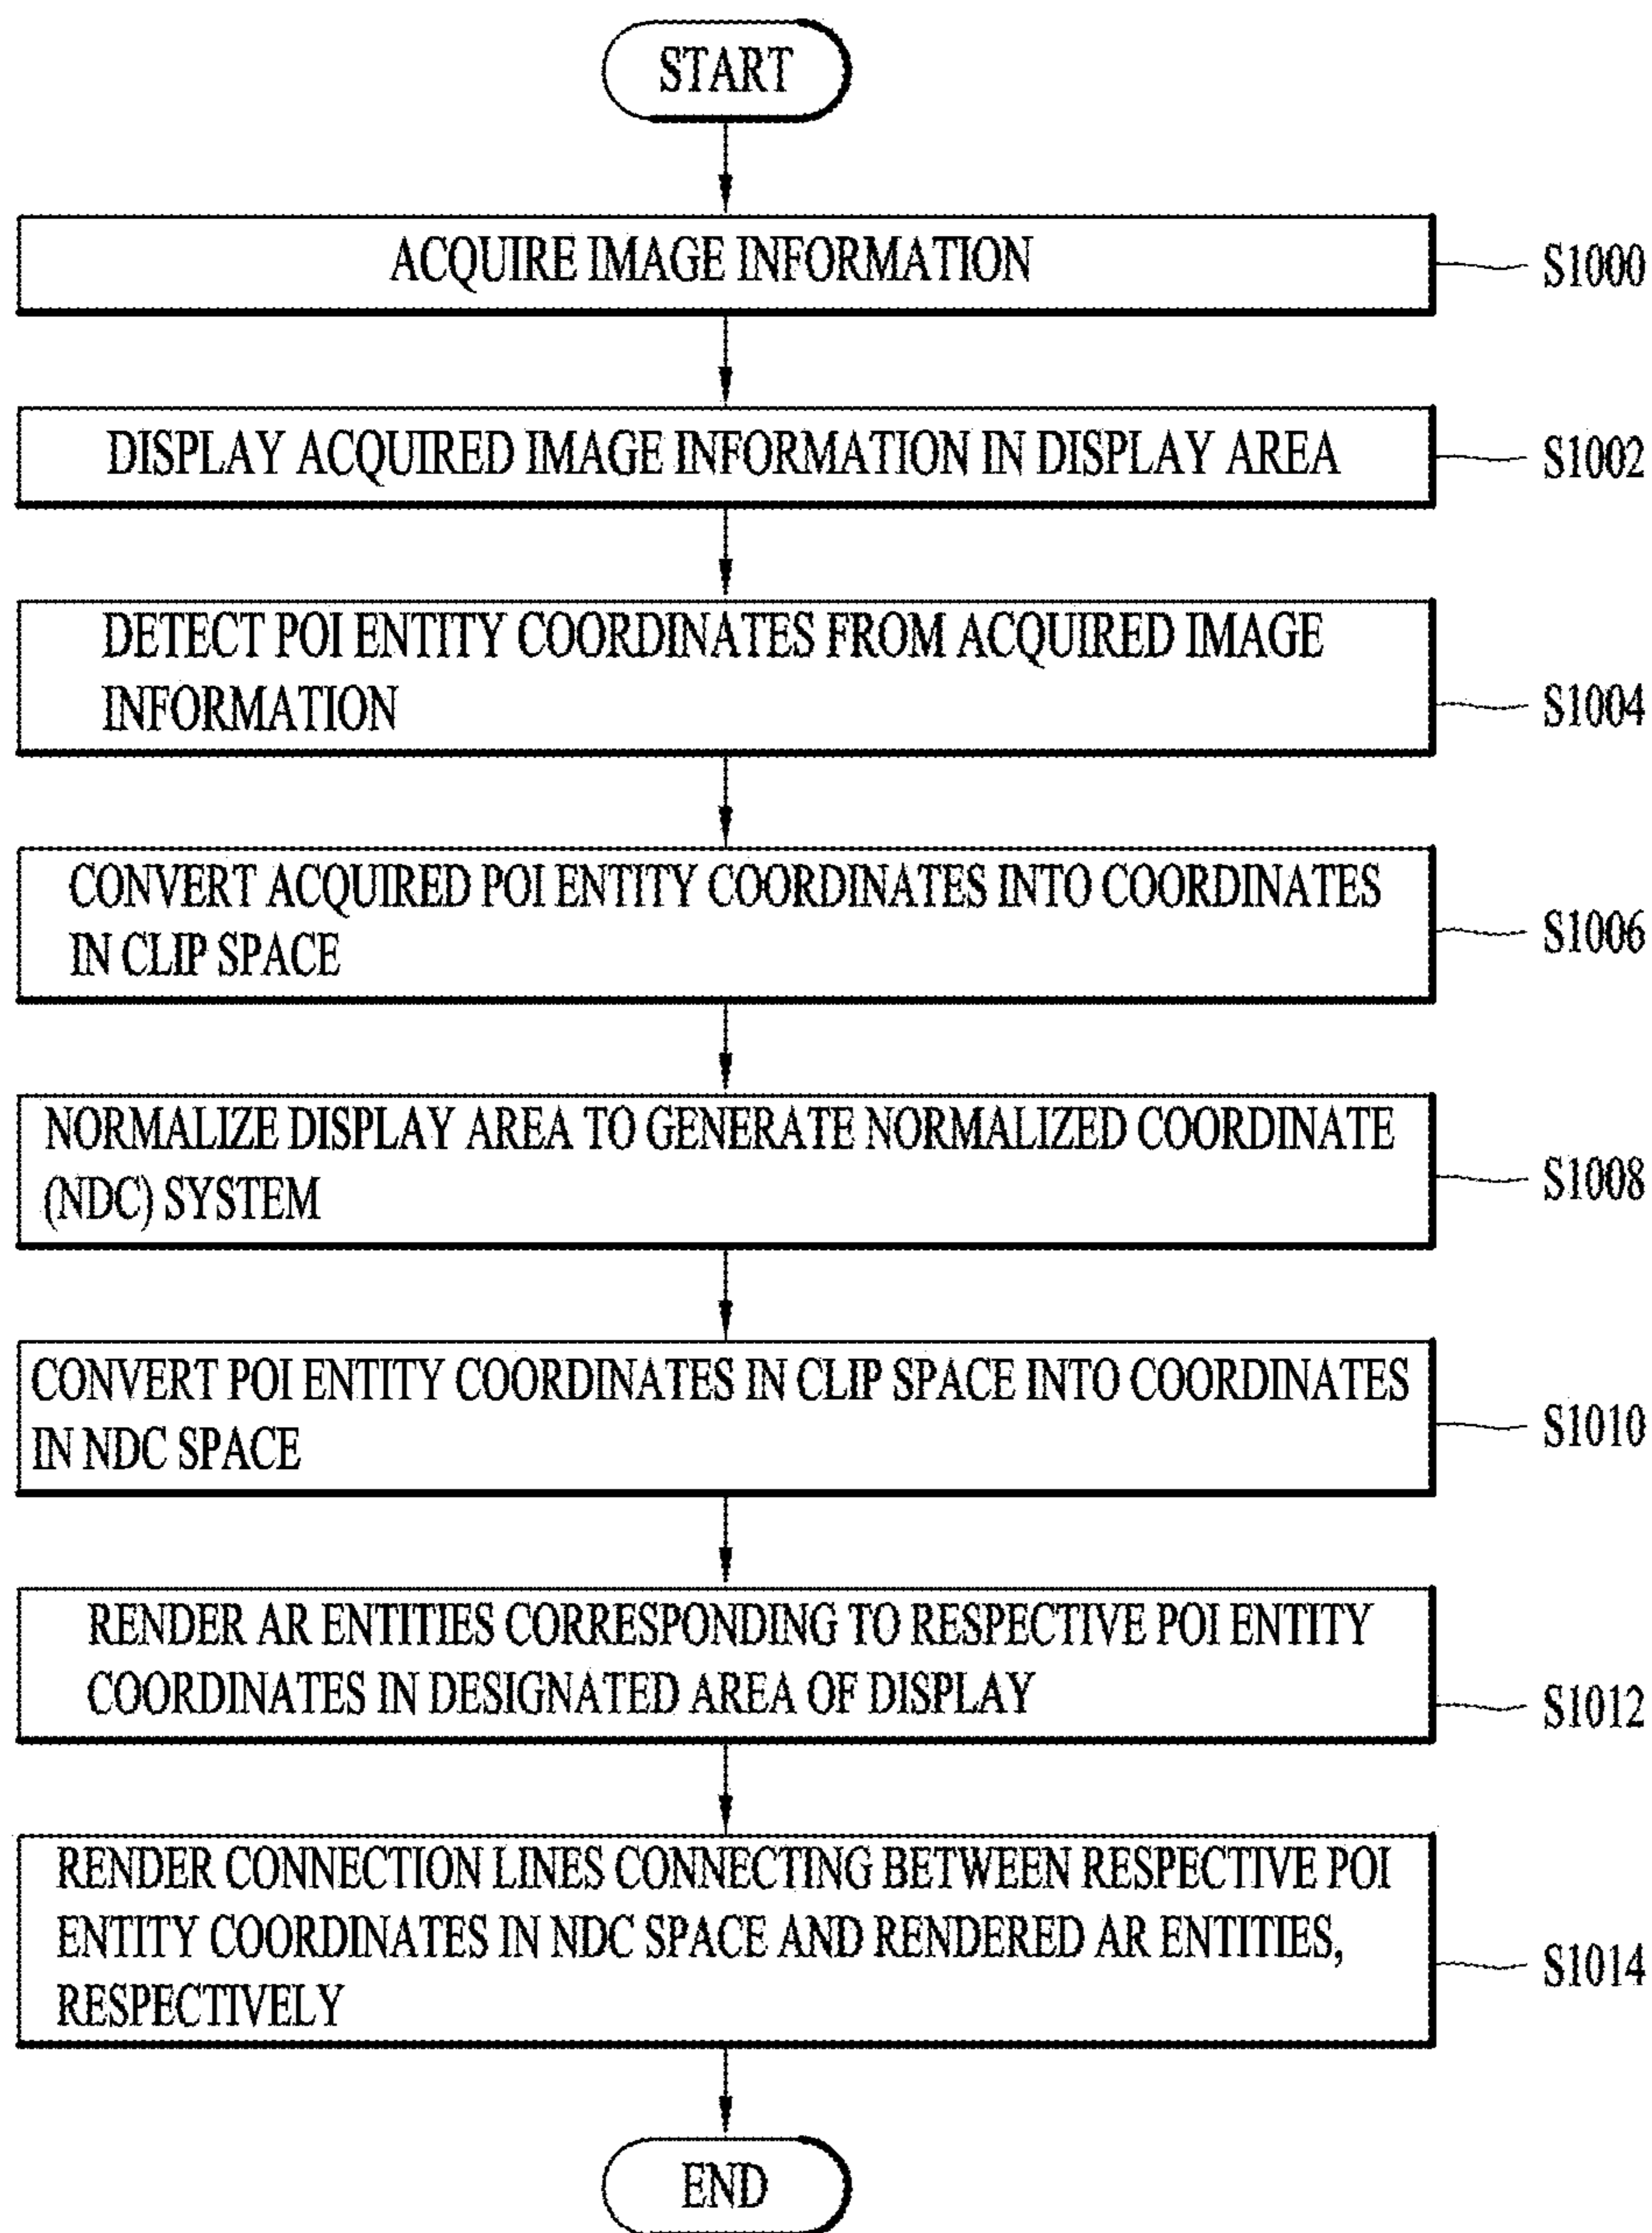 START
ACQUIRE IMAGE INFORMATION
S1000
DISPLAY ACQUIRED IMAGE INFORMATION IN DISPLAY AREA
S1002
DETECT POI ENTITY COORDINATES FROM ACQUIRED IMAGE
INFORMATION
S1004
CONVERT ACQUIRED POI ENTITY COORDINATES INTO COORDINATES
IN CLIP SPACE
S1006
NORMALIZE DISPLAY AREA TO GENERATE NORMALIZED COORDINATE
(NDC) SYSTEM
S1008
CONVERT POI ENTITY COORDINATES IN CLIP SPACE INTO COORDINATES
IN NDC SPACE
S1010
RENDER AR ENTITIES CORRESPONDING TO RESPECTIVE POI ENTITY
COORDINATES IN DESIGNATED AREA OF DISPLAY
S1012
RENDER CONNECTION LINES CONNECTING BETWEEN RESPECTIVE POI
ENTITY COORDINATES IN NDC SPACE AND RENDERED AR ENTITIES,
RESPECTIVELY
S1014
END